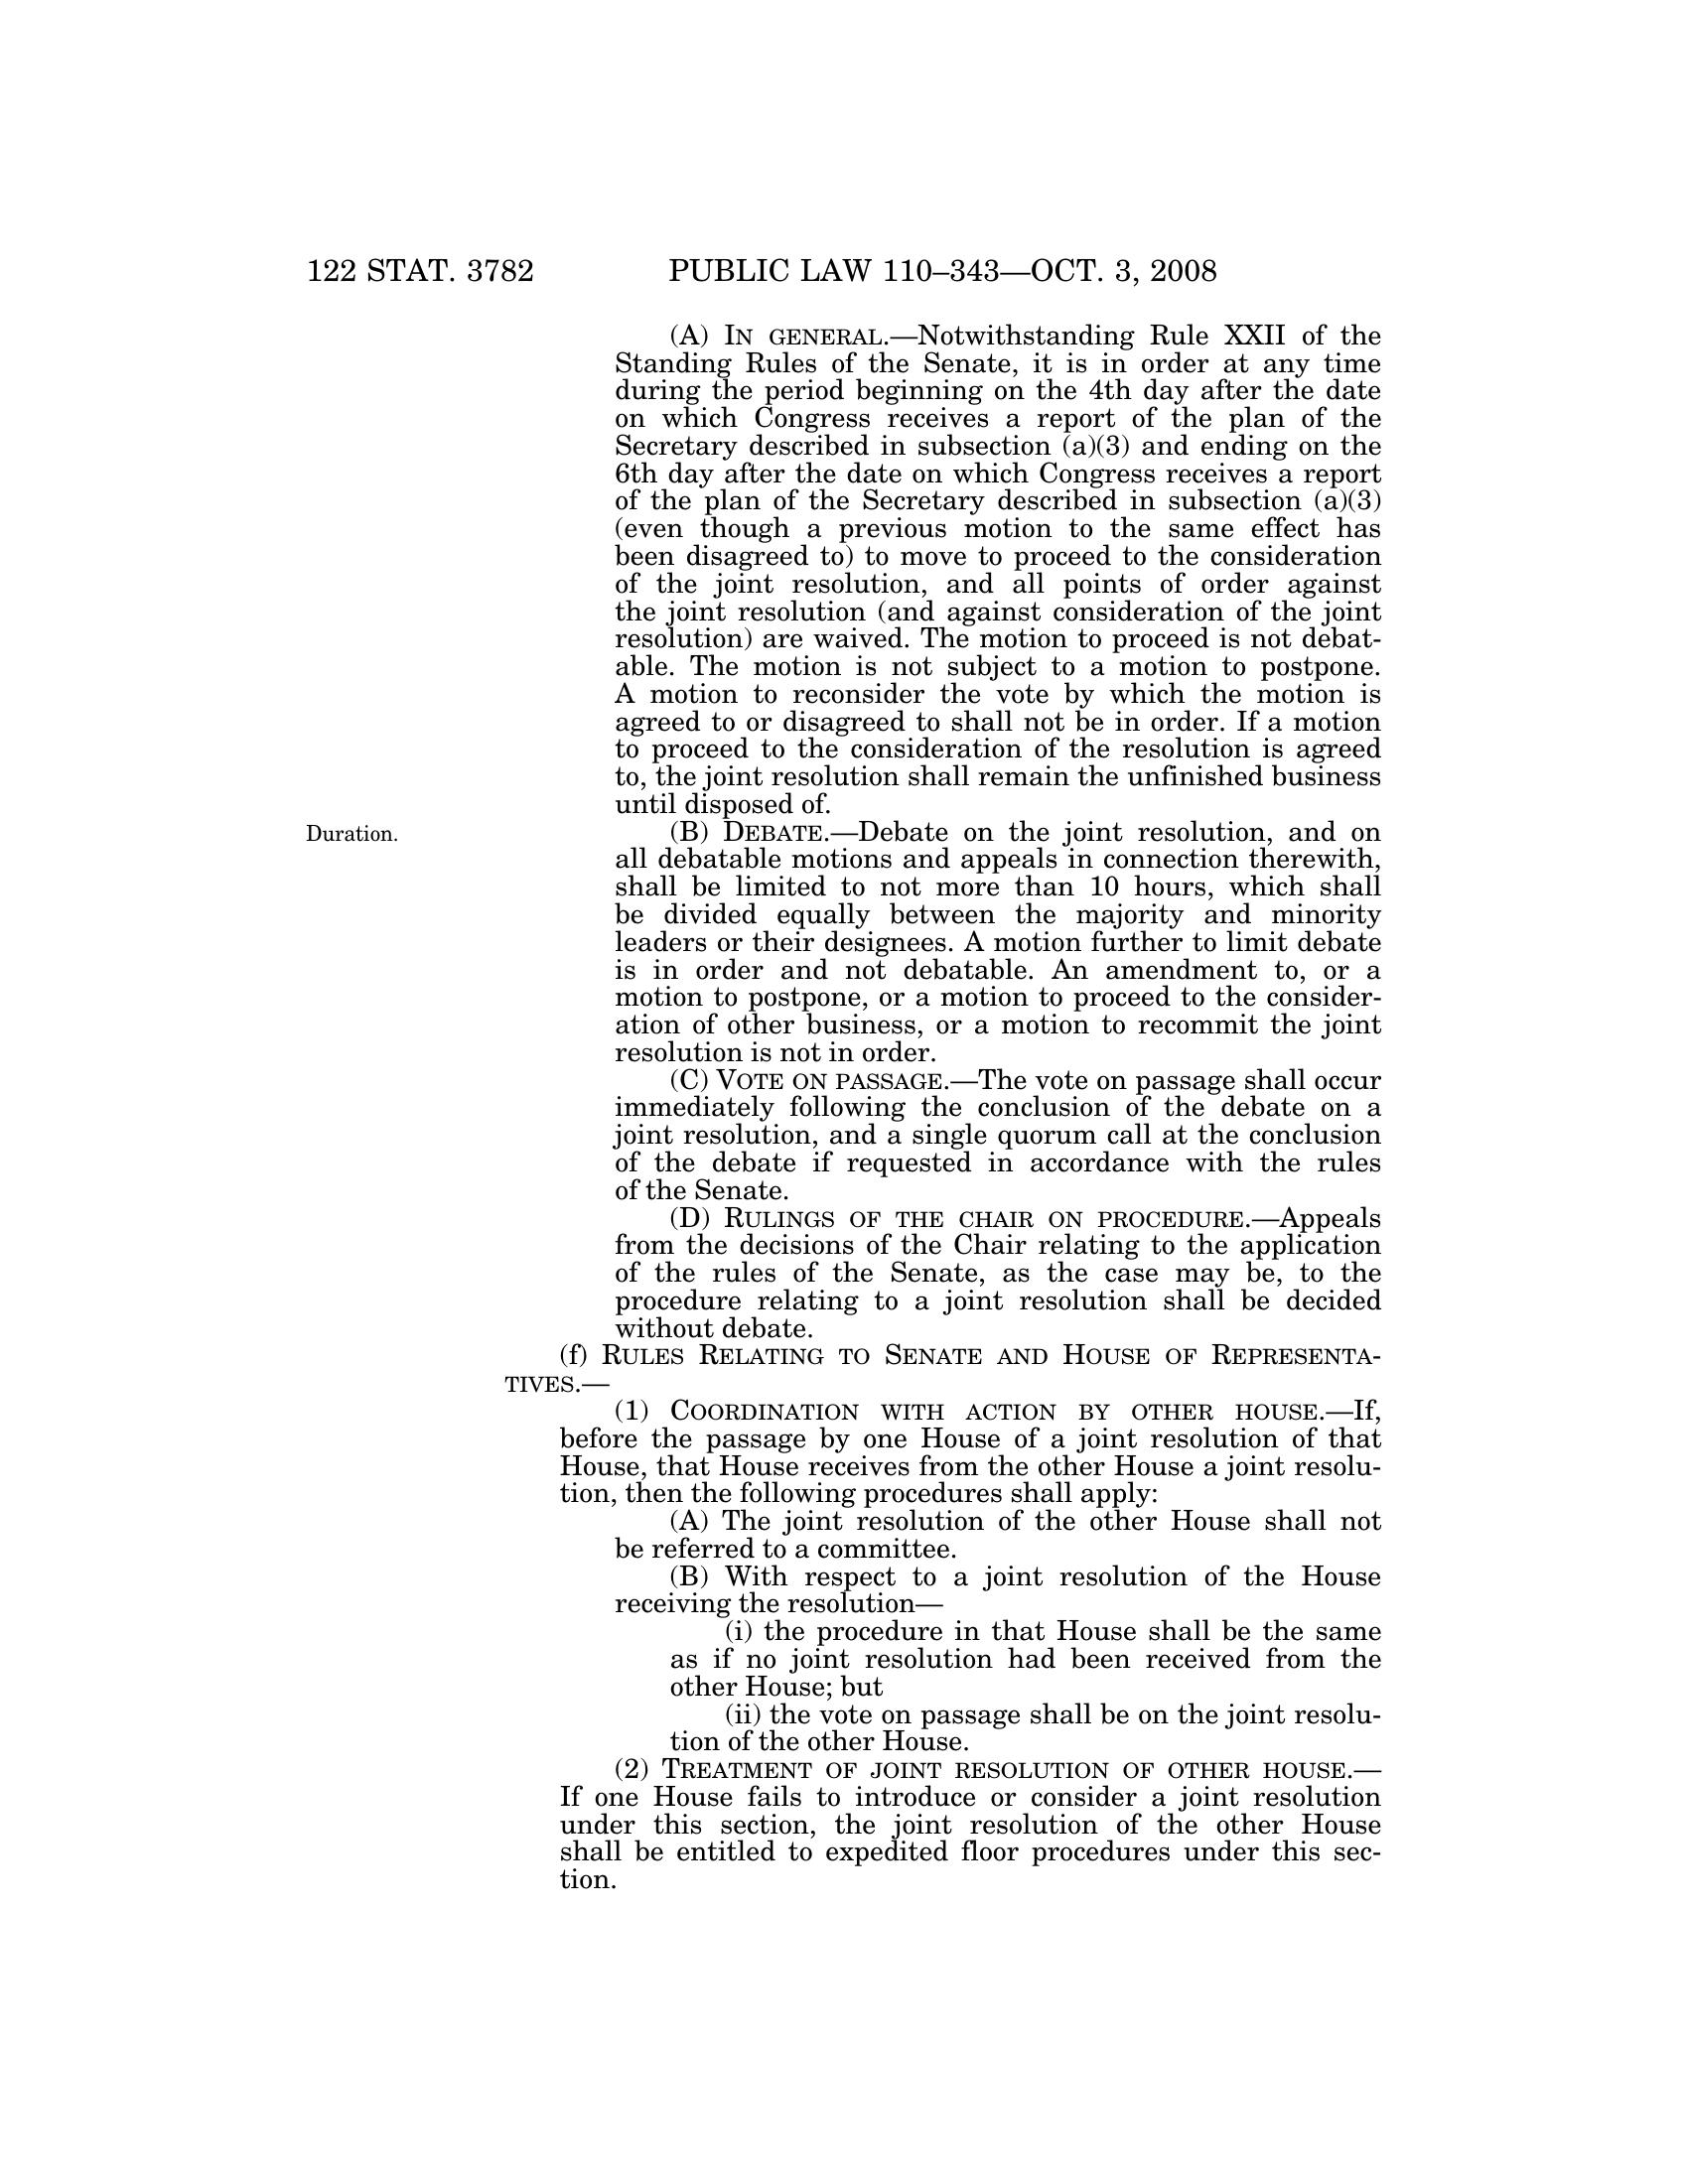 122 STAT. 3782 PUBLIC LAW 110–343—OCT. 3, 2008
(A) IN GENERAL.—Notwithstanding Rule XXII of the
Standing Rules of the Senate, it is in order at any time
during the period beginning on the 4th day after the date
on which Congress receives a report of the plan of the
Secretary described in subsection (a)(3) and ending on the
6th day after the date on which Congress receives a report
of the plan of the Secretary described in subsection (a)(3)
(even though a previous motion to the same effect has
been disagreed to) to move to proceed to the consideration
of the joint resolution, and all points of order against
the joint resolution (and against consideration of the joint
resolution) are waived. The motion to proceed is not debat-
able. The motion is not subject to a motion to postpone.
A motion to reconsider the vote by which the motion is
agreed to or disagreed to shall not be in order. If a motion
to proceed to the consideration of the resolution is agreed
to, the joint resolution shall remain the unfinished business
until disposed of.
Duration.
(B) DEBATE.—Debate on the joint resolution, and on
all debatable motions and appeals in connection therewith,
shall be limited to not more than 10 hours, which shall
be divided equally between the majority and minority
leaders or their designees. A motion further to limit debate
is in order and not debatable. An amendment to, or a
motion to postpone, or a motion to proceed to the consider-
ation of other business, or a motion to recommit the joint
resolution is not in order.
(C) VOTE ON PASSAGE.—The vote on passage shall occur
immediately following the conclusion of the debate on a
joint resolution, and a single quorum call at the conclusion
of the debate if requested in accordance with the rules
of the Senate.
(D) RULINGS OF THE CHAIR ON PROCEDURE.—Appeals
from the decisions of the Chair relating to the application
of the rules of the Senate, as the case may be, to the
procedure relating to a joint resolution shall be decided
without debate.
(f) RULES RELATING TO SENATE AND HOUSE OF REPRESENTA-
TIVES.—
(1) COORDINATION WITH ACTION BY OTHER HOUSE.—If,
before the passage by one House of a joint resolution of that
House, that House receives from the other House a joint resolu-
tion, then the following procedures shall apply:
(A) The joint resolution of the other House shall not
be referred to a committee.
(B) With respect to a joint resolution of the House
receiving the resolution—
(i) the procedure in that House shall be the same
as if no joint resolution had been received from the
other House; but
(ii) the vote on passage shall be on the joint resolu-
tion of the other House.
(2) TREATMENT OF JOINT RESOLUTION OF OTHER HOUSE.—
If one House fails to introduce or consider a joint resolution
under this section, the joint resolution of the other House
shall be entitled to expedited floor procedures under this sec-
tion.